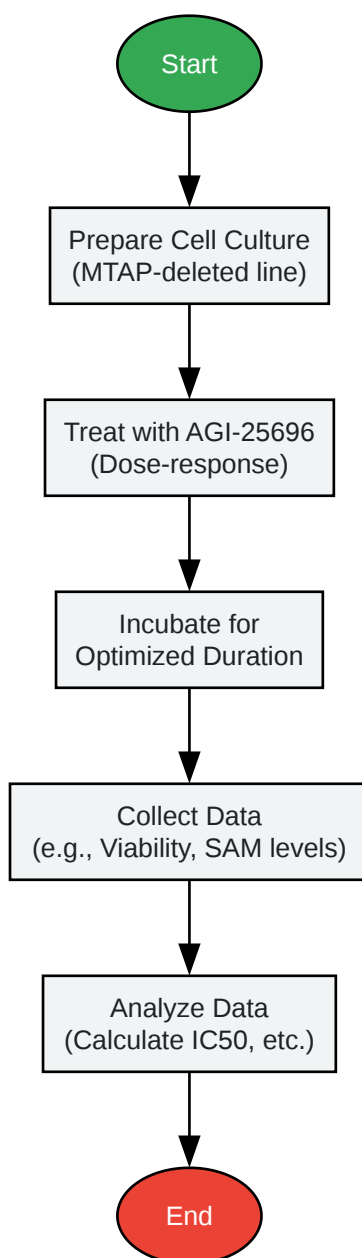 Start
Prepare Cell Culture
(MTAP-deleted line)
Treat with AGI-25696
(Dose-response)
Incubate for
Optimized Duration
Collect Data
(e.g., Viability, SAM levels)
Analyze Data
(Calculate IC50, etc.)
End